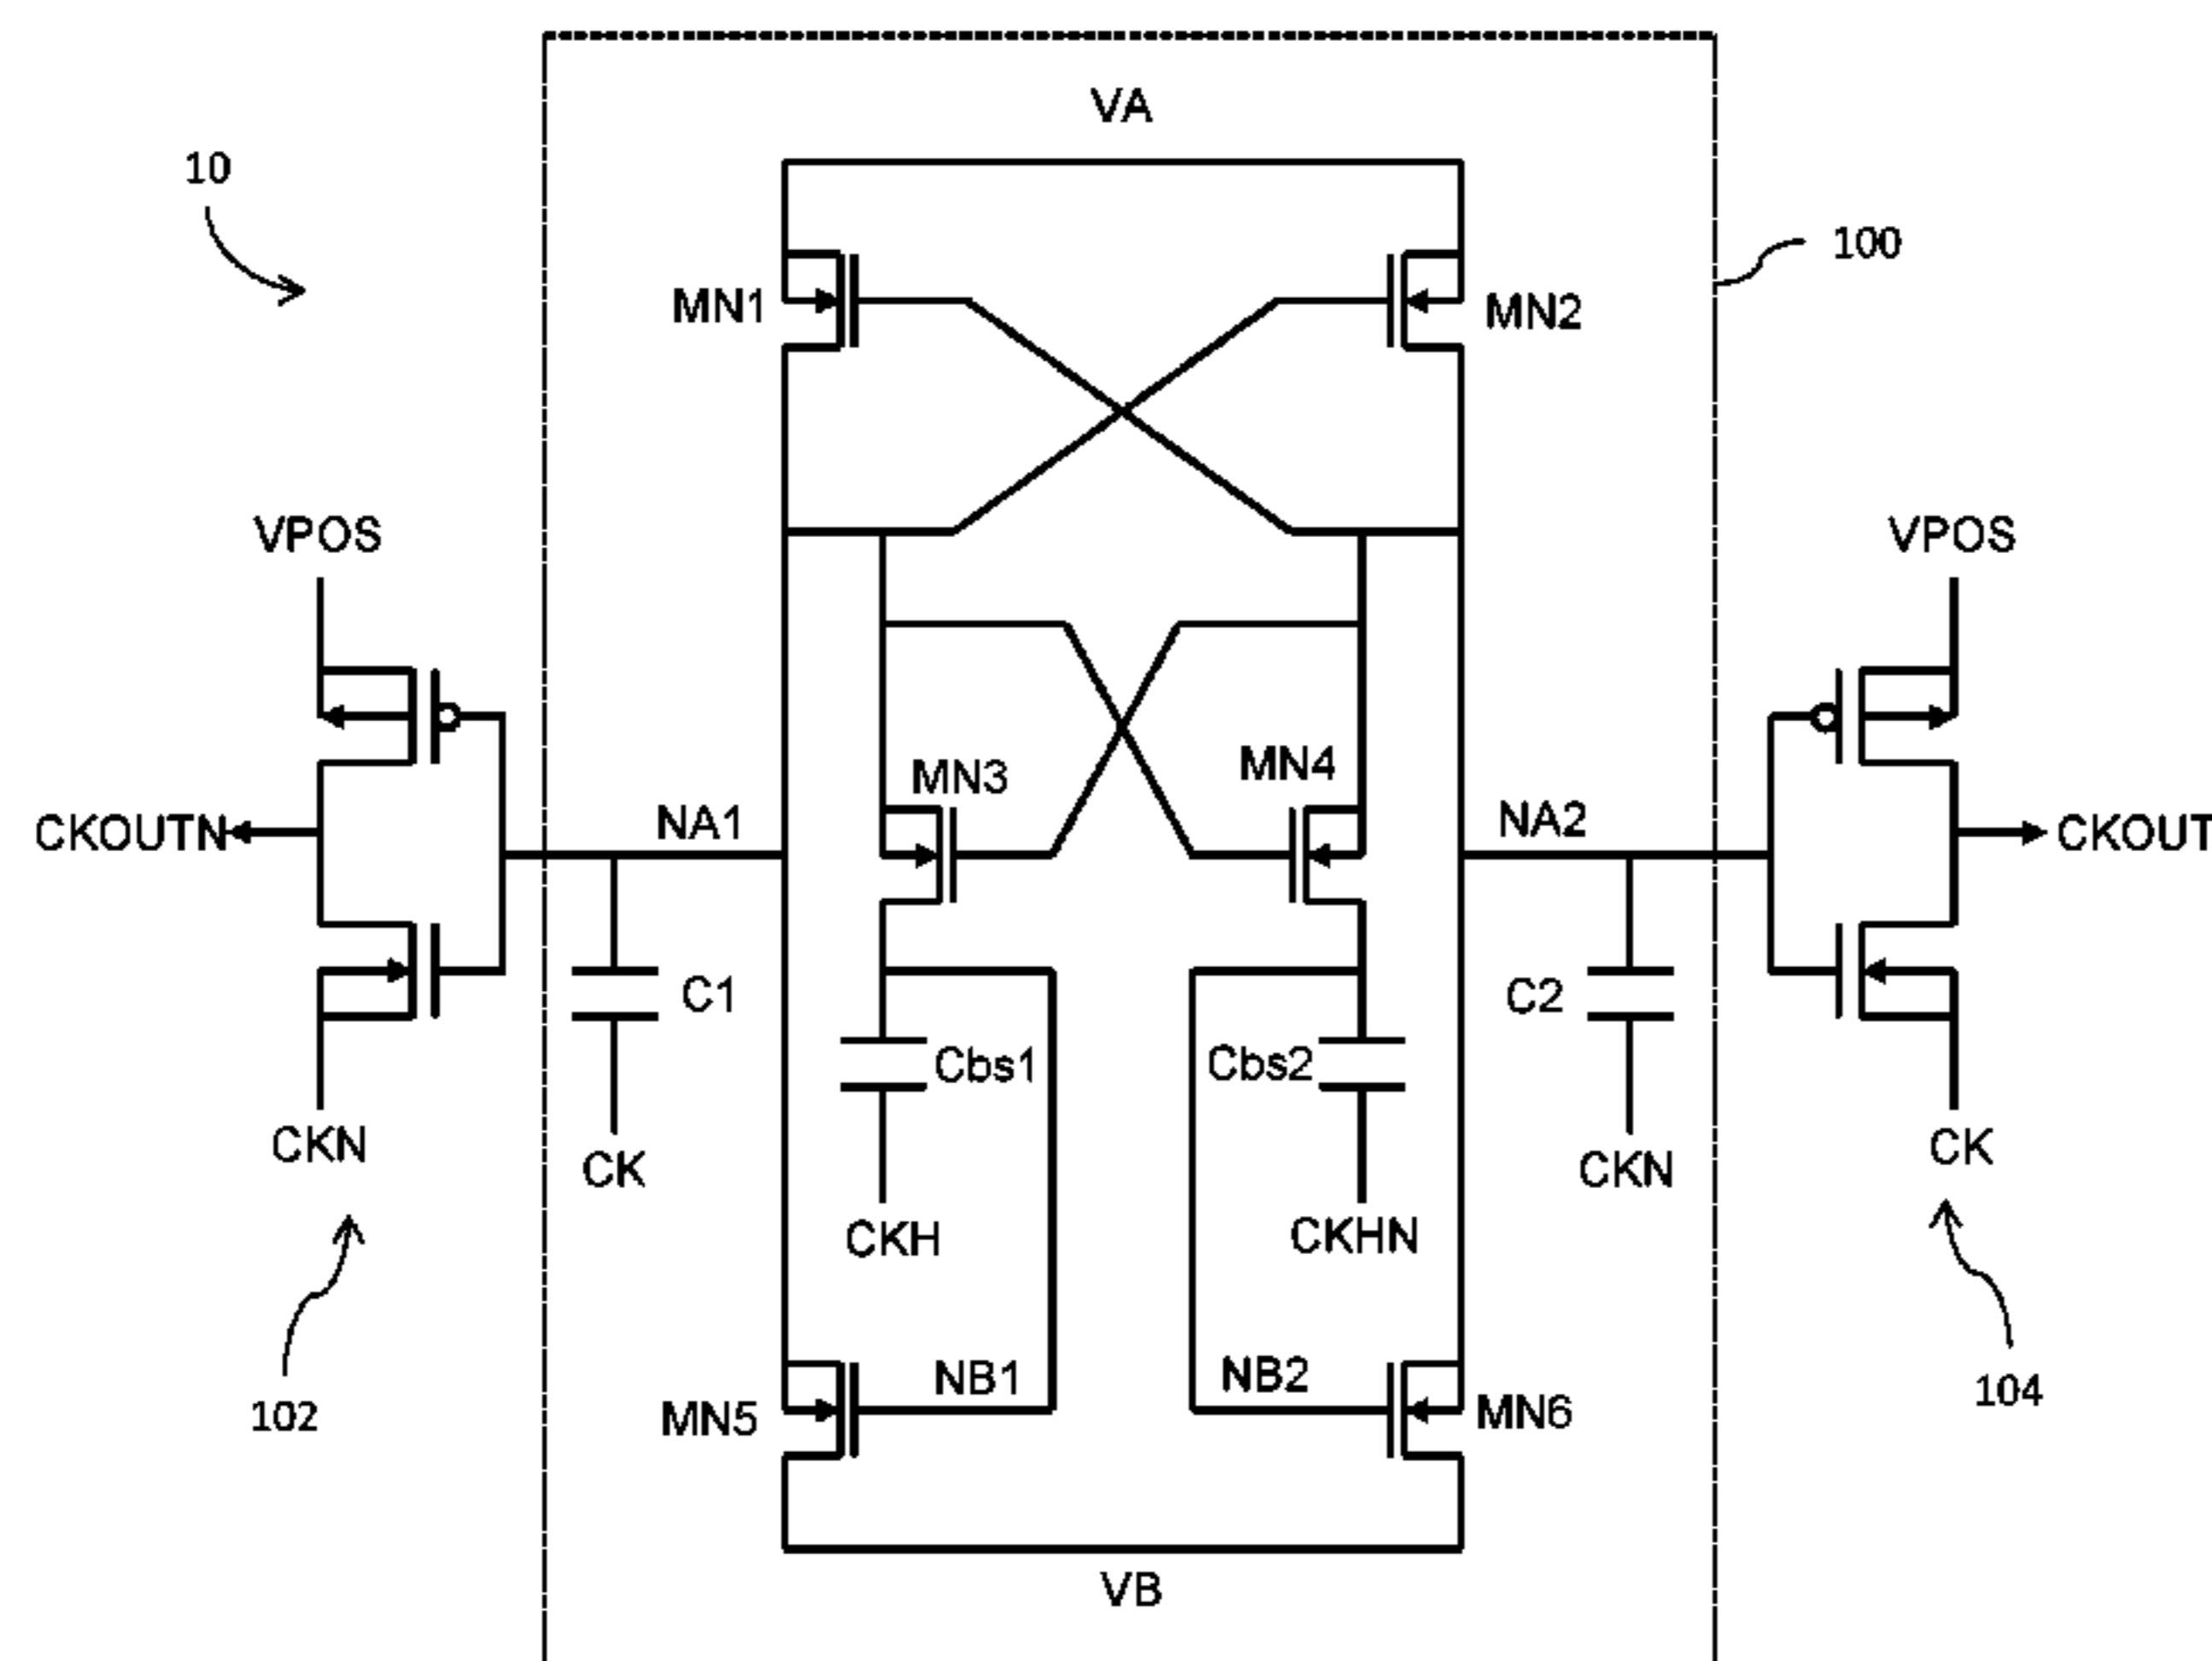 VA
10
100
MN1
MN2
VPOS
VPOS
MN3
MN4
CKOUTN
NA1
NA2
CKOUT
C1
C2
Cbs1
Cbs2
CKN
CK
CKN
CK
CKH
CKHN
NB1
NB2
MN5
MN6
102
104
VB